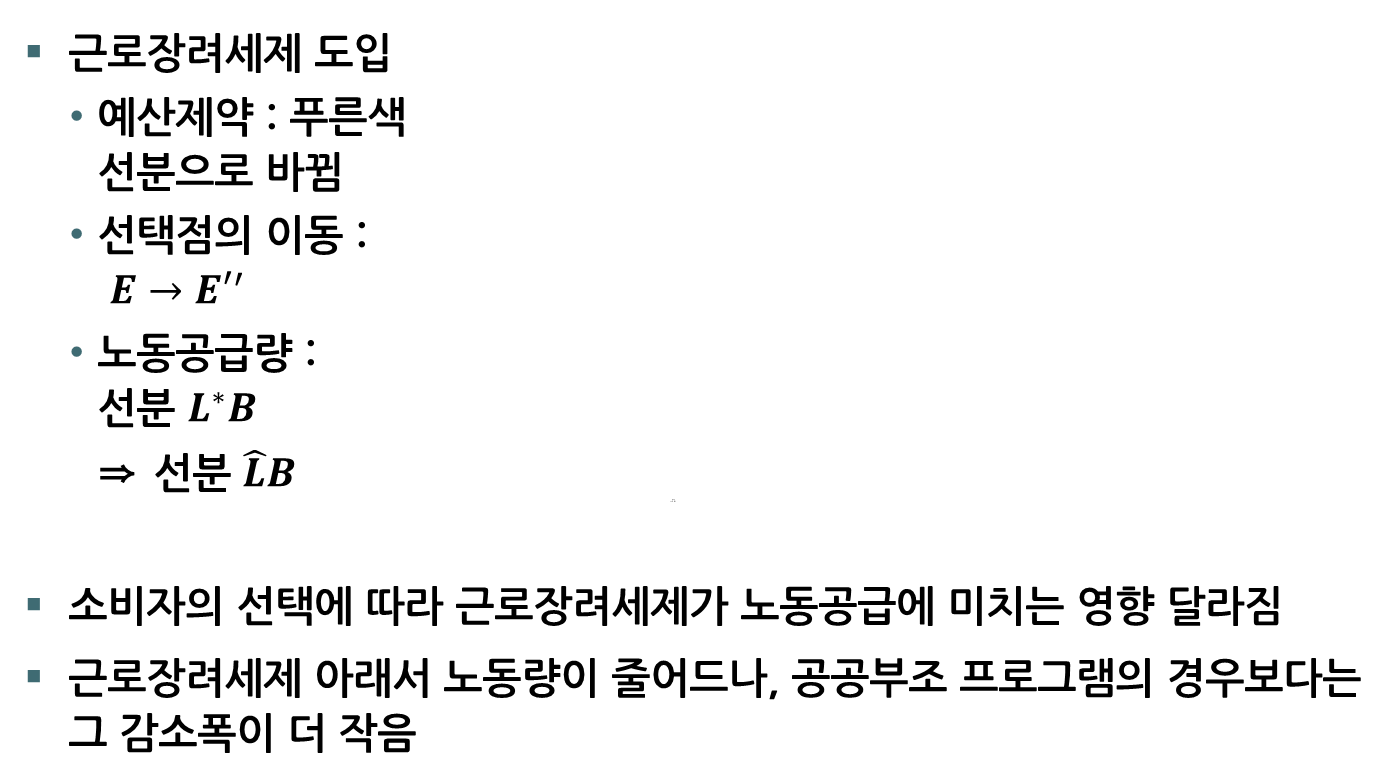 ▪ 근로장려세제 도입
• 예산제약 : 푸른색
선분으로 바뀜
• 선택점의 이동 :
E → E′′
• 노동공급량 :
선분 L*B
⇒ 선분 L̂B
▪ 소비자의 선택에 따라 근로장려세제가 노동공급에 미치는 영향 달라짐
▪ 근로장려세제 아래서 노동량이 줄어드나, 공공부조 프로그램의 경우보다는
그 감소폭이 더 작음